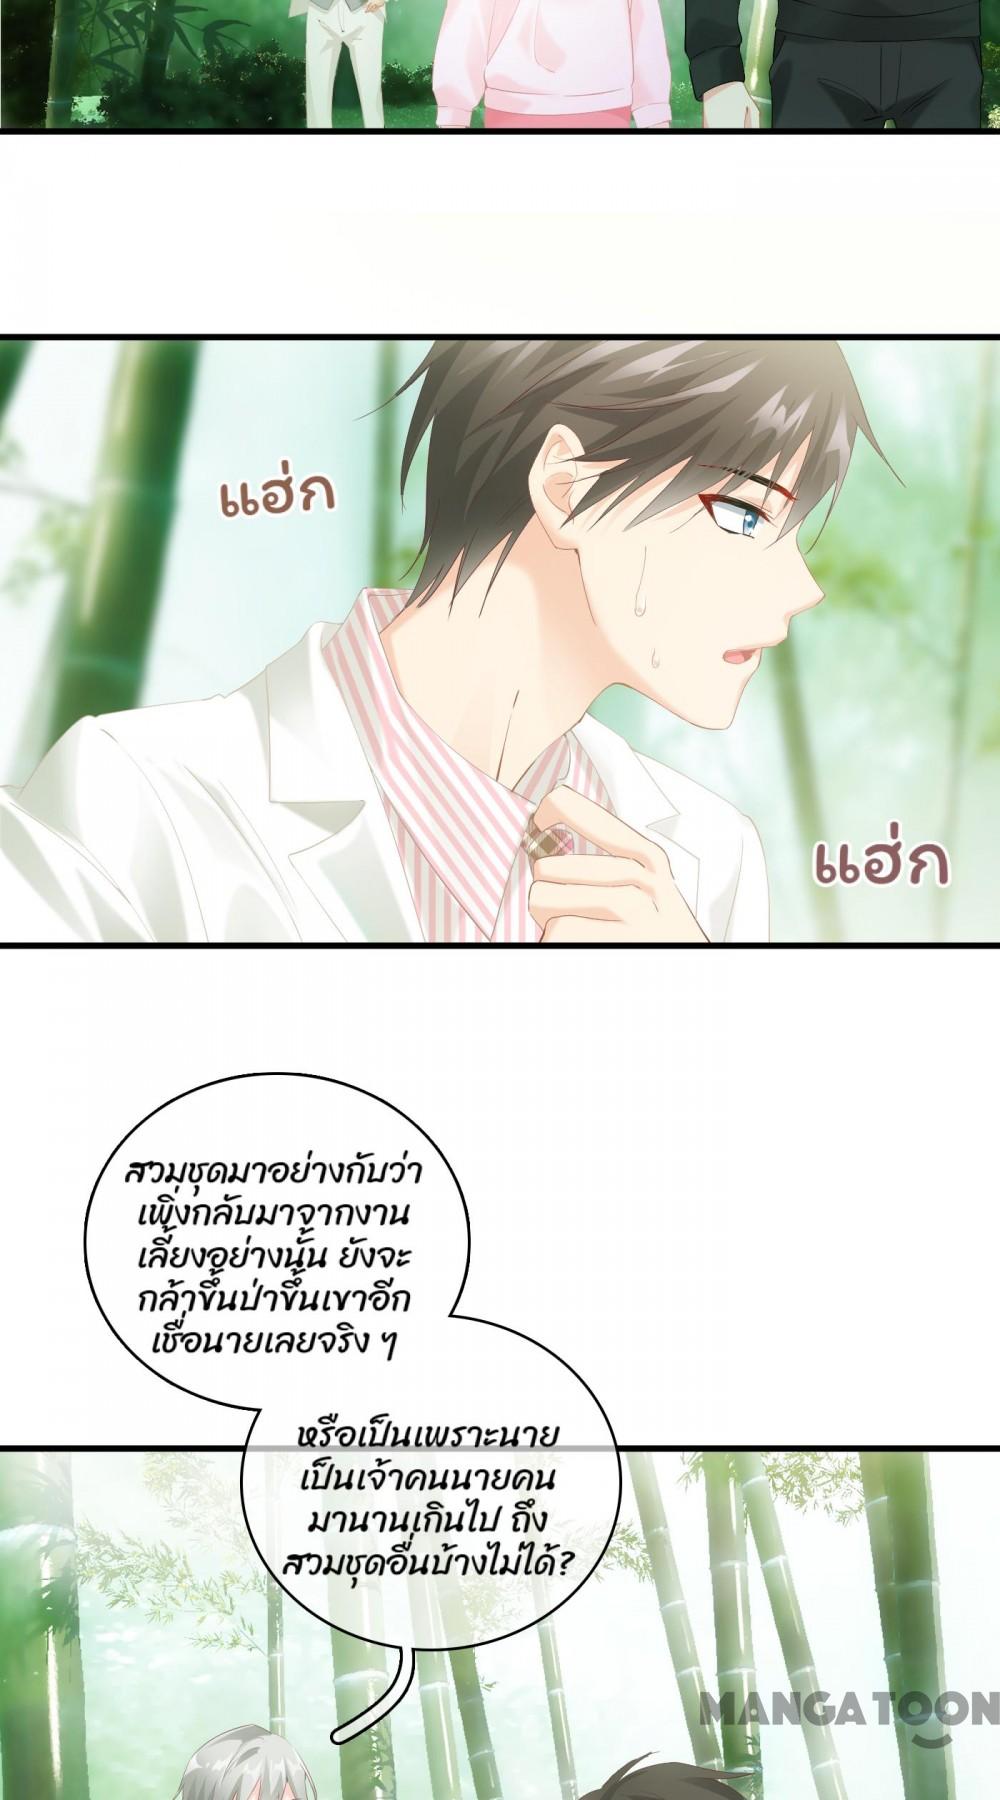 แฮ่ก
แฮ่ก
สวมชุดมาอย่างกับว่า
เพิ่งกลับมาจากงาน
เลี้ยงอย่างนั้น ยังจะ
กล้าขึ้นป่าขึ้นเขาอีก
เชื่อนายเลยจริง ๆ
หรือเป็นเพราะนาย
เป็นเจ้าคนนายคน
มานานเกินไป ถึง
สวมชุดอื่นบ้างไม่ได้?
MANGATOON